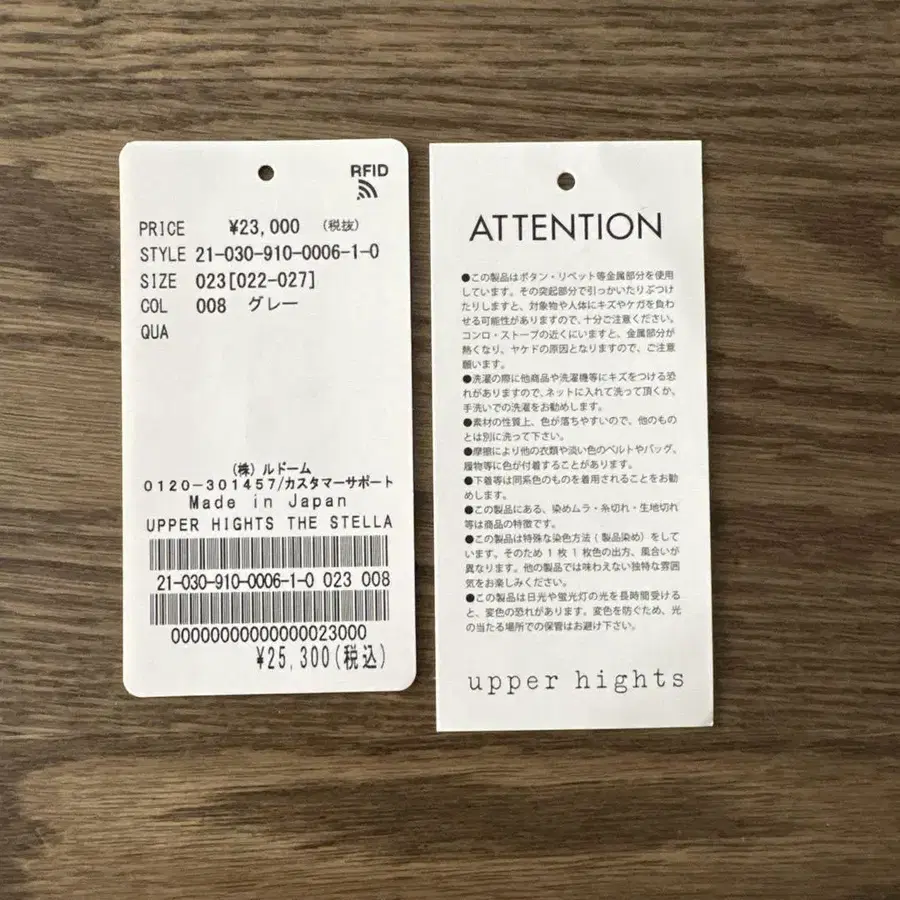 RFID
PRICE ¥23,000 (税抜)
STYLE 21-030-910-0006-1-0
SIZE 023[022-027]
COL 008 グレー
QUA
(株)ルドーム
0120-301457/カスタマーサポート
Made in Japan
UPPER HIGHTS THE STELLA
21-030-910-0006-1-0 023 008
00000000000000023000
¥25,300(税込)
ATTENTION
●この製品はボタン・リベット等金属部分を使用
しています。その突起部分で引っかいたりぶつけ
たりしますと、対象物や人体にキズやケガを負わ
せる可能性がありますので、十分ご注意ください。
コンロ・ストーブの近くにいますと、金属部分が
熱くなり、ヤケドの原因となりますので、ご注意
願います。
●洗濯の際に他商品や洗濯機等にキズをつける恐
れがありますので、ネットに入れて洗って頂くか、
手洗いでの洗濯をお勧めします。
●素材の性質上、色が落ちやすいので、他のもの
とは別に洗って下さい。
●摩擦により他の衣類や淡い色のベルトやバッグ、
履物等に色が付着することがあります。
●下着等は同系色のものを着用されることをお勧
めします。
●この製品にある、染めムラ・糸切れ・生地切れ
等は商品の特徴です。
●この製品は特殊な染色方法(製品染め)をして
います。そのため1枚1枚色の出方、風合いが
異なります。他の製品では味わえない独特な雰囲
気をお楽しみください。
●この製品は日光や蛍光灯の光を長時間受ける
と、変色の恐れがあります。変色を防ぐため、光
の当たる場所での保管はお避け下さい。
upper hights